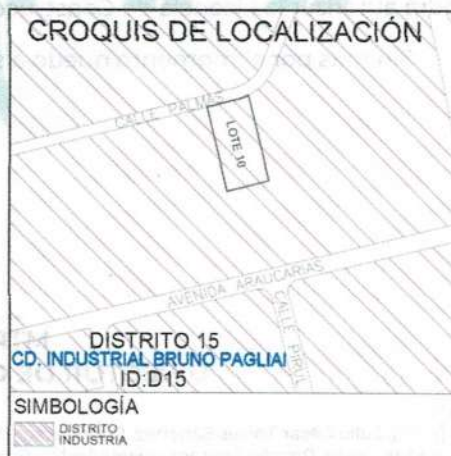 CROQUIS DE LOCALIZACIÓN
CALLE PALMAS
LOTE 10
AVENIDA ARAUCARIAS
CALLE PIRUL
DISTRITO 15
CD. INDUSTRIAL BRUNO PAGLIAI
ID:D15
SIMBOLOGÍA
DISTRITO
INDUSTRIA